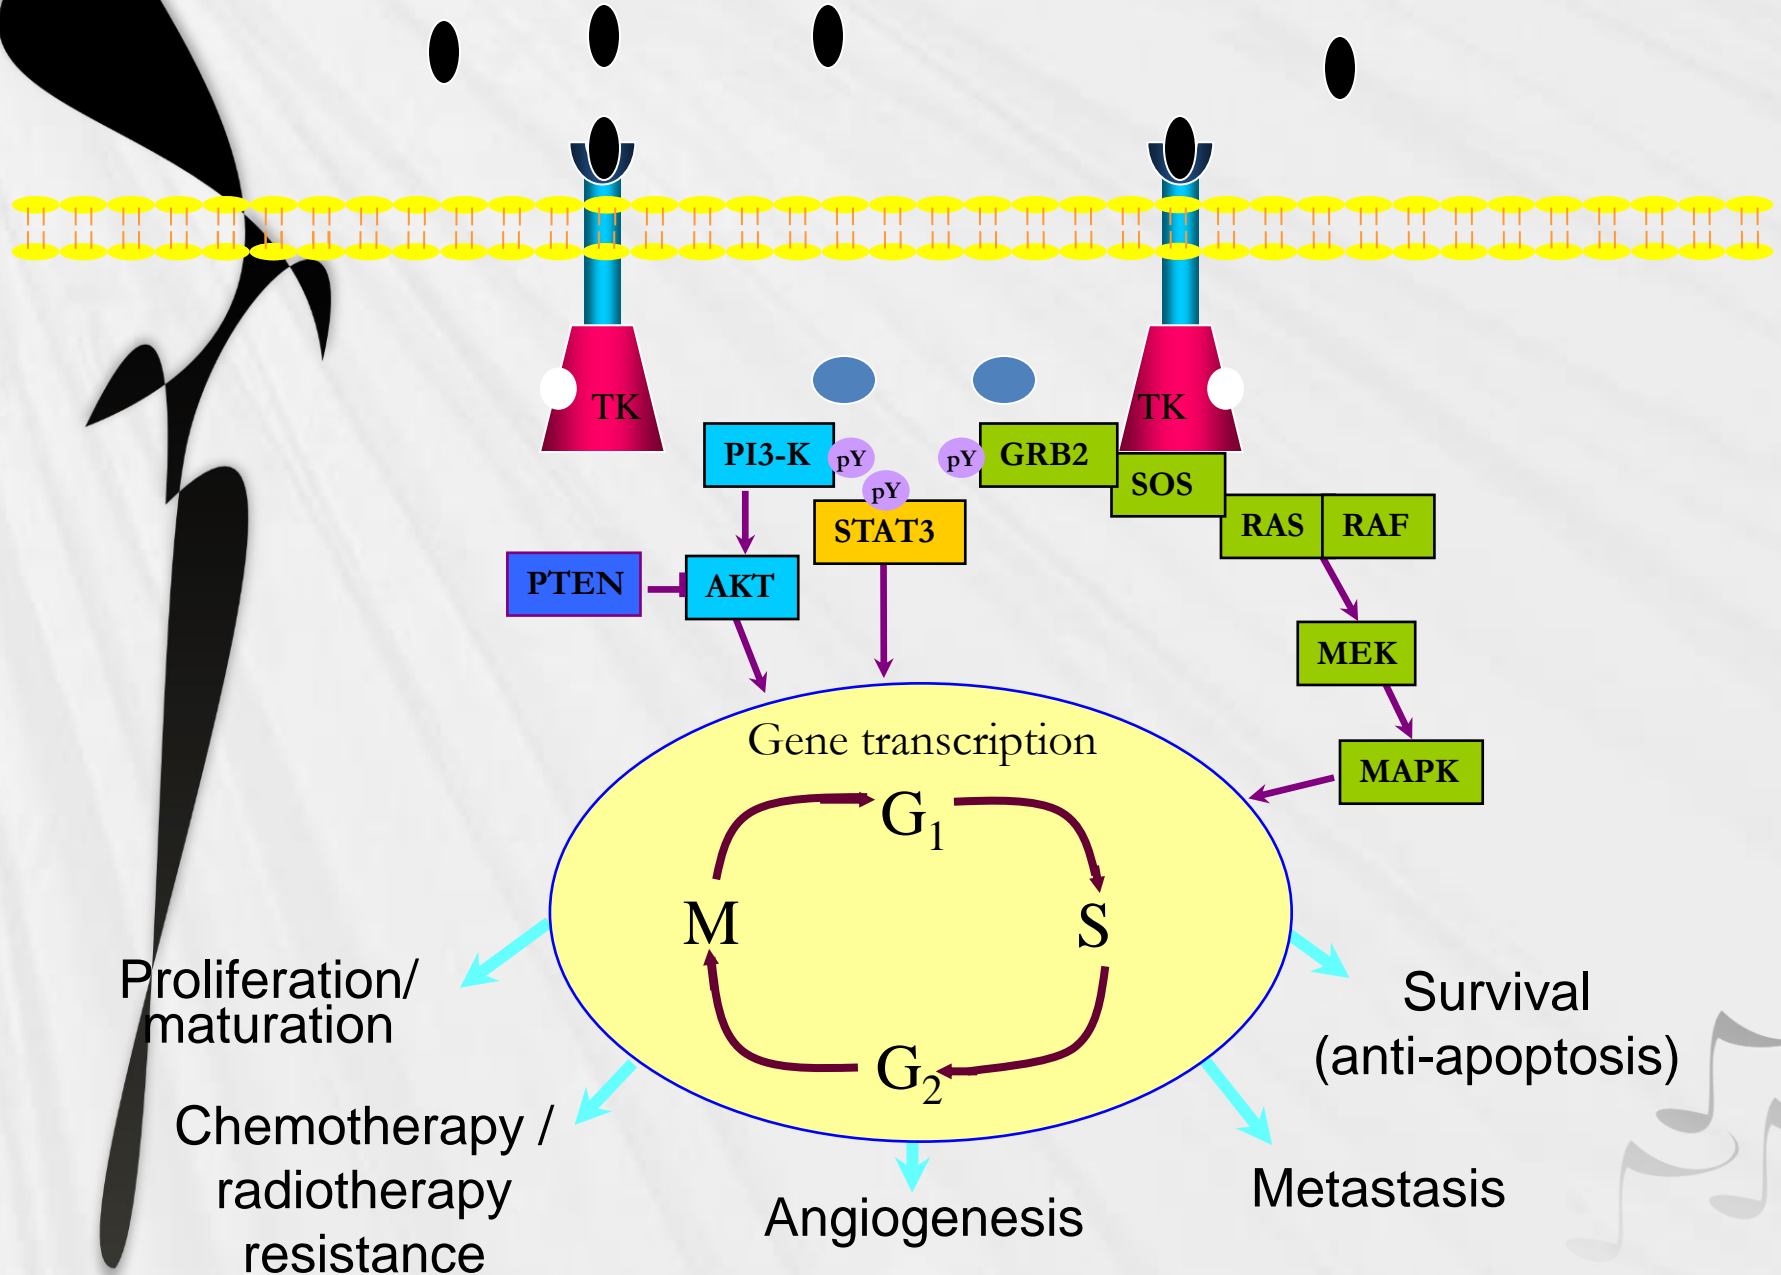 TK
TK
PI3-K
pY
pY
GRB2
pY
SOS
STAT3
RAS
RAF
PTEN
AKT
MEK
Gene transcription
MAPK
G1
M
S
G2
Proliferation/
maturation
Survival
(anti-apoptosis)
Chemotherapy /
radiotherapy
resistance
Angiogenesis
Metastasis